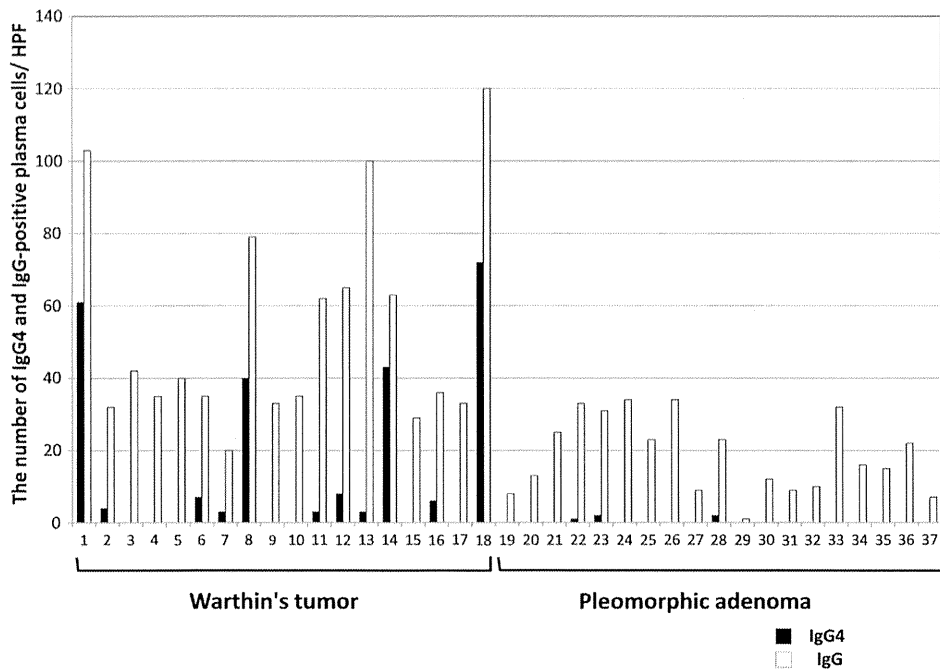 The number of IgG4 and IgG-positive plasma cells/ HPF
140
120
100
80
60
40
20
0
1 2 3 4 5 6 7 8 9 10 11 12 13 14 15 16 17 18 19 20 21 22 23 24 25 26 27 28 29 30 31 32 33 34 35 36 37
Warthin's tumor Pleomorphic adenoma
IgG4
IgG